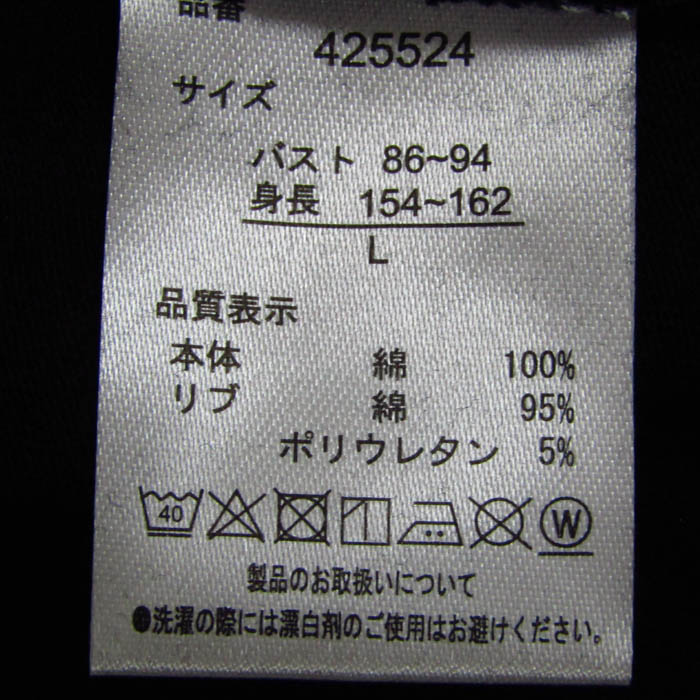 品番
425524
サイズ
バスト 86~94
身長 154~162
L
品質表示
本体 綿 100%
リブ 綿 95%
ポリウレタン 5%
40 W
製品のお取扱いについて
●洗濯の際には漂白剤のご使用はお避けください。